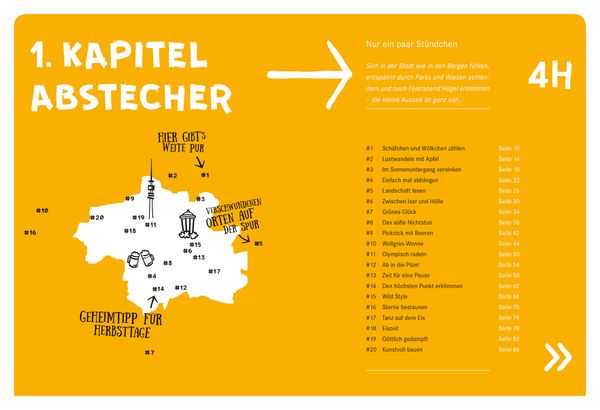 1. KAPITEL
ABSTECHER
Nur ein paar Stündchen
Sich in der Stadt wie in den Bergen fühlen,
entspannt durch Parks und Wiesen schlen-
dern und nach Feierabend Hügel erklimmen
– die kleine Auszeit ist ganz nah.
4H
HIER GIBT'S
WEITE PUR
#2
#1
#9
#7
#10
#20
#19
#11
#18
#16
VERSCHWUNDENEN
ORTEN AUF
DER SPUR
#5
#15
#6
#13
#8
#3
#17
#4
#14
#12
GEHEIMTIPP FÜR
HERBSTTAGE
#7
#1 Schäfchen und Wölkchen zählen Seite 10
#2 Lustwandeln mit Apfel Seite 14
#3 Im Sonnenuntergang versinken Seite 18
#4 Einfach mal abhängen Seite 22
#5 Landschaft lesen Seite 26
#6 Zwischen Isar und Hölle Seite 30
#7 Grünes Glück Seite 34
#8 Das süße Nichtstun Seite 38
#9 Picknick mit Beeren Seite 42
#10 Wollgras-Wonne Seite 46
#11 Olympisch radeln Seite 50
#12 Ab in die Pilze! Seite 54
#13 Zeit für eine Pause Seite 58
#14 Den höchsten Punkt erklimmen Seite 62
#15 Wild Style Seite 66
#16 Sterne bestaunen Seite 70
#17 Tanz auf dem Eis Seite 74
#18 Eiszeit Seite 78
#19 Göttlich gedampft Seite 82
#20 Kunstvoll bauen Seite 86